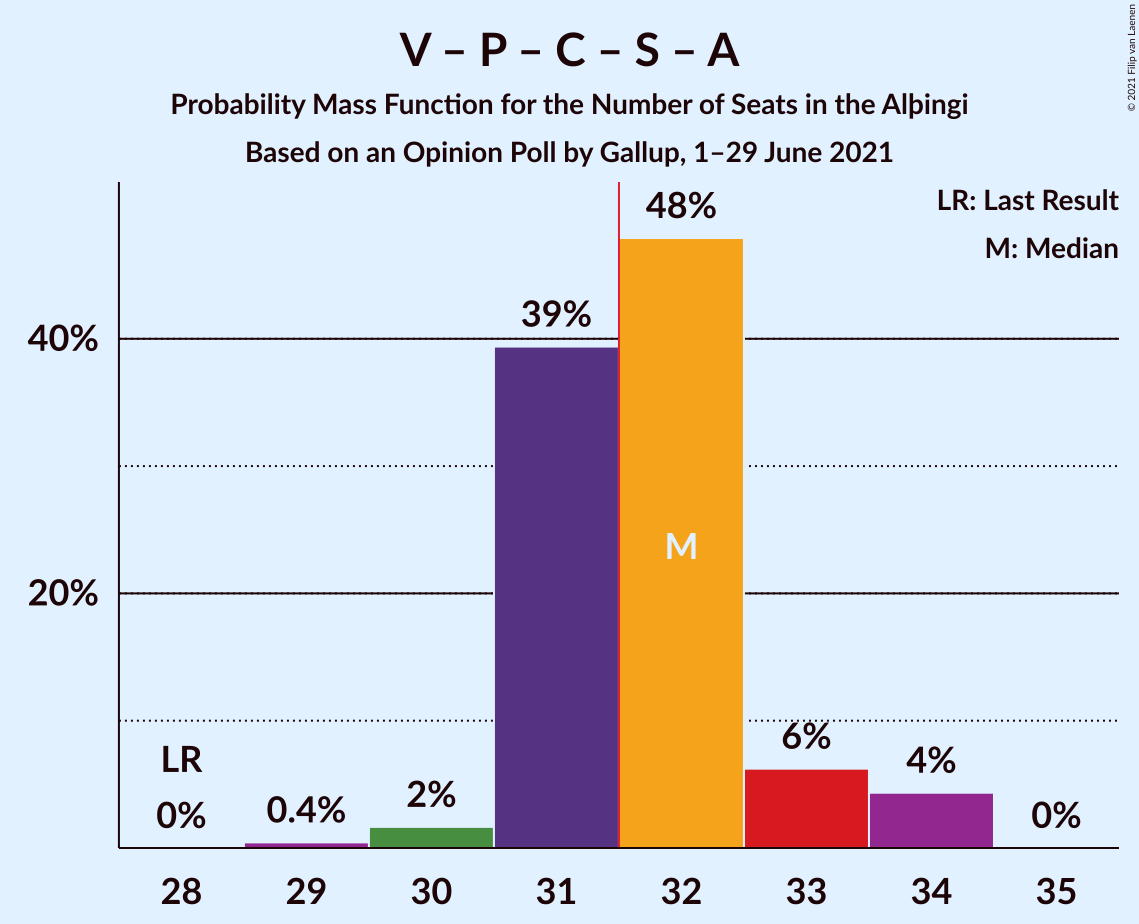 V – P – C – S – A
Probability Mass Function for the Number of Seats in the Alþingi
Based on an Opinion Poll by Gallup, 1–29 June 2021
© 2021 Filip van Laenen
LR: Last Result
M: Median
40%
20%
LR
0%
0.4%
2%
39%
48%
M
6%
4%
0%
28 29 30 31 32 33 34 35